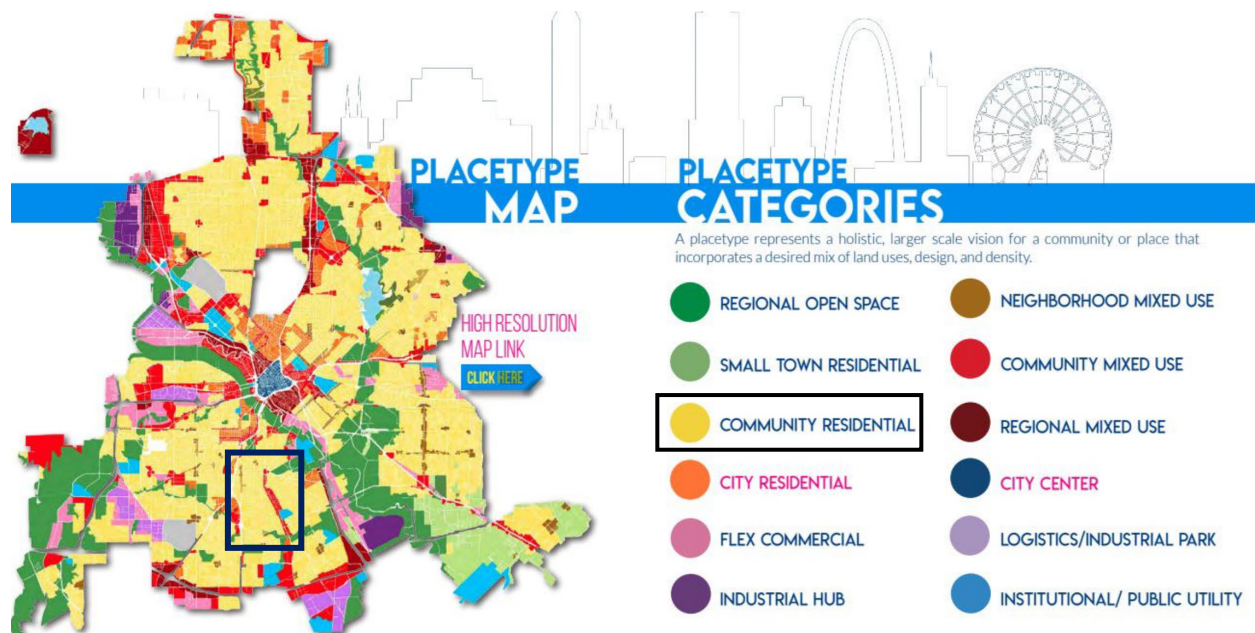 PLACETYPE
MAP
HIGH RESOLUTION
MAP LINK
CLICK HERE
PLACETYPE
CATEGORIES
A placetype represents a holistic, larger scale vision for a community or place that
incorporates a desired mix of land uses, design, and density.
REGIONAL OPEN SPACE
SMALL TOWN RESIDENTIAL
COMMUNITY RESIDENTIAL
CITY RESIDENTIAL
FLEX COMMERCIAL
INDUSTRIAL HUB
NEIGHBORHOOD MIXED USE
COMMUNITY MIXED USE
REGIONAL MIXED USE
CITY CENTER
LOGISTICS/INDUSTRIAL PARK
INSTITUTIONAL/ PUBLIC UTILITY